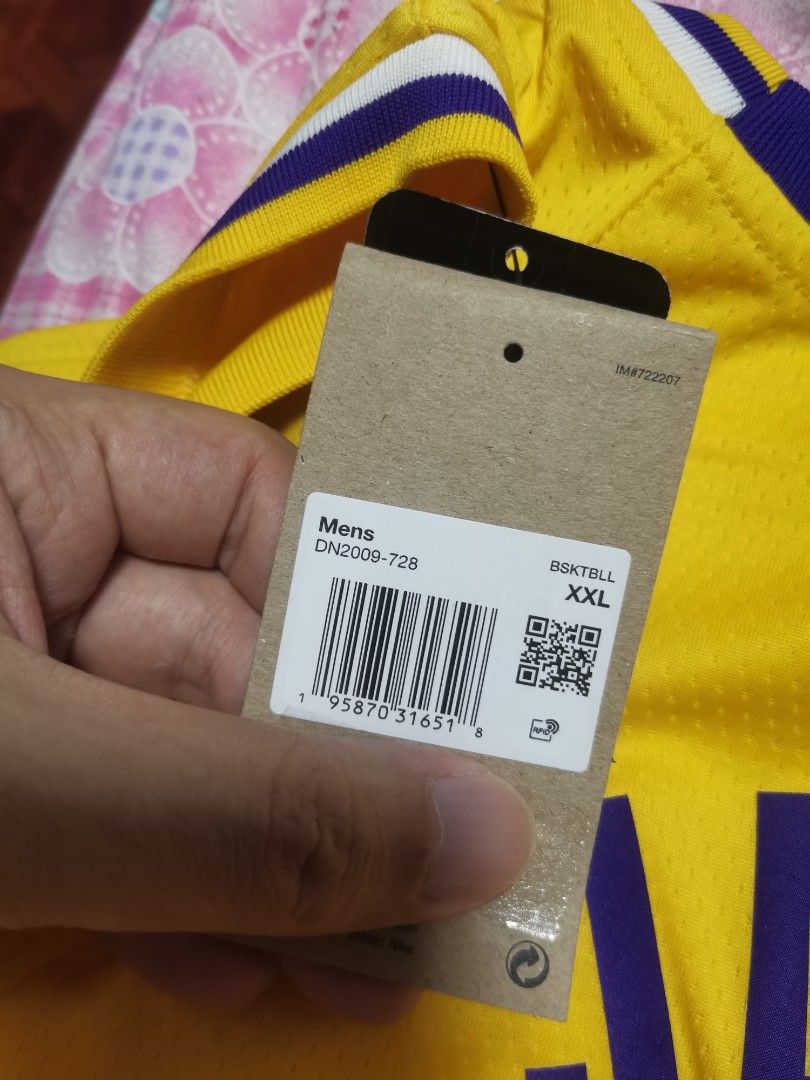 IM#722207
Mens
DN2009-728
BSKTBLL
XXL
1 95870 31651 8
RFID